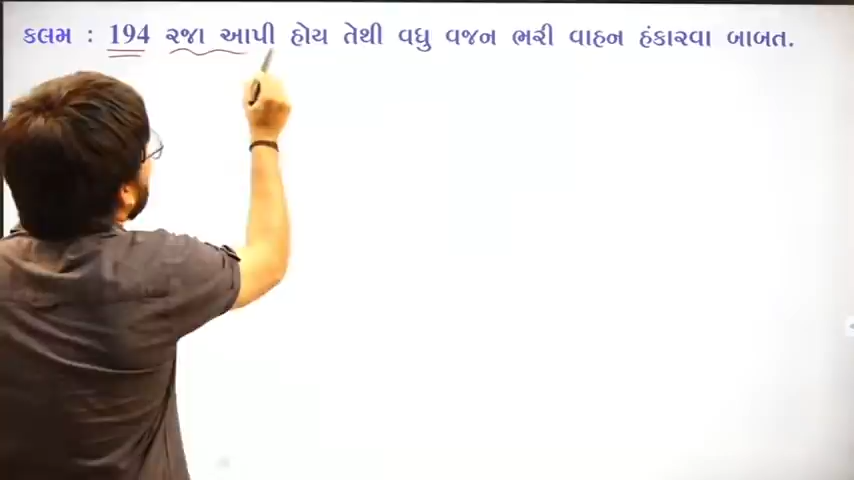 કલમ : 194 રજા આપી હોય તેથી વધુ વજન ભરી વાહન હંકારવા બાબત.